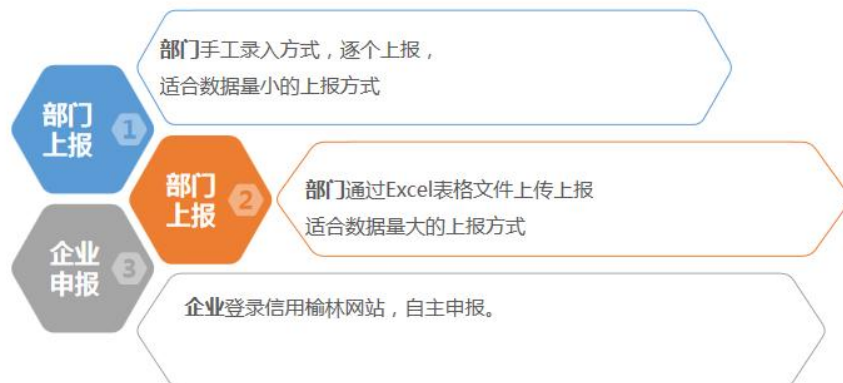 部门手工录入方式，逐个上报，
适合数据量小的上报方式
部门
上报
1
部门
上报
2
部门通过Excel表格文件上传上报
适合数据量大的上报方式
企业
申报
3
企业登录信用榆林网站，自主申报。